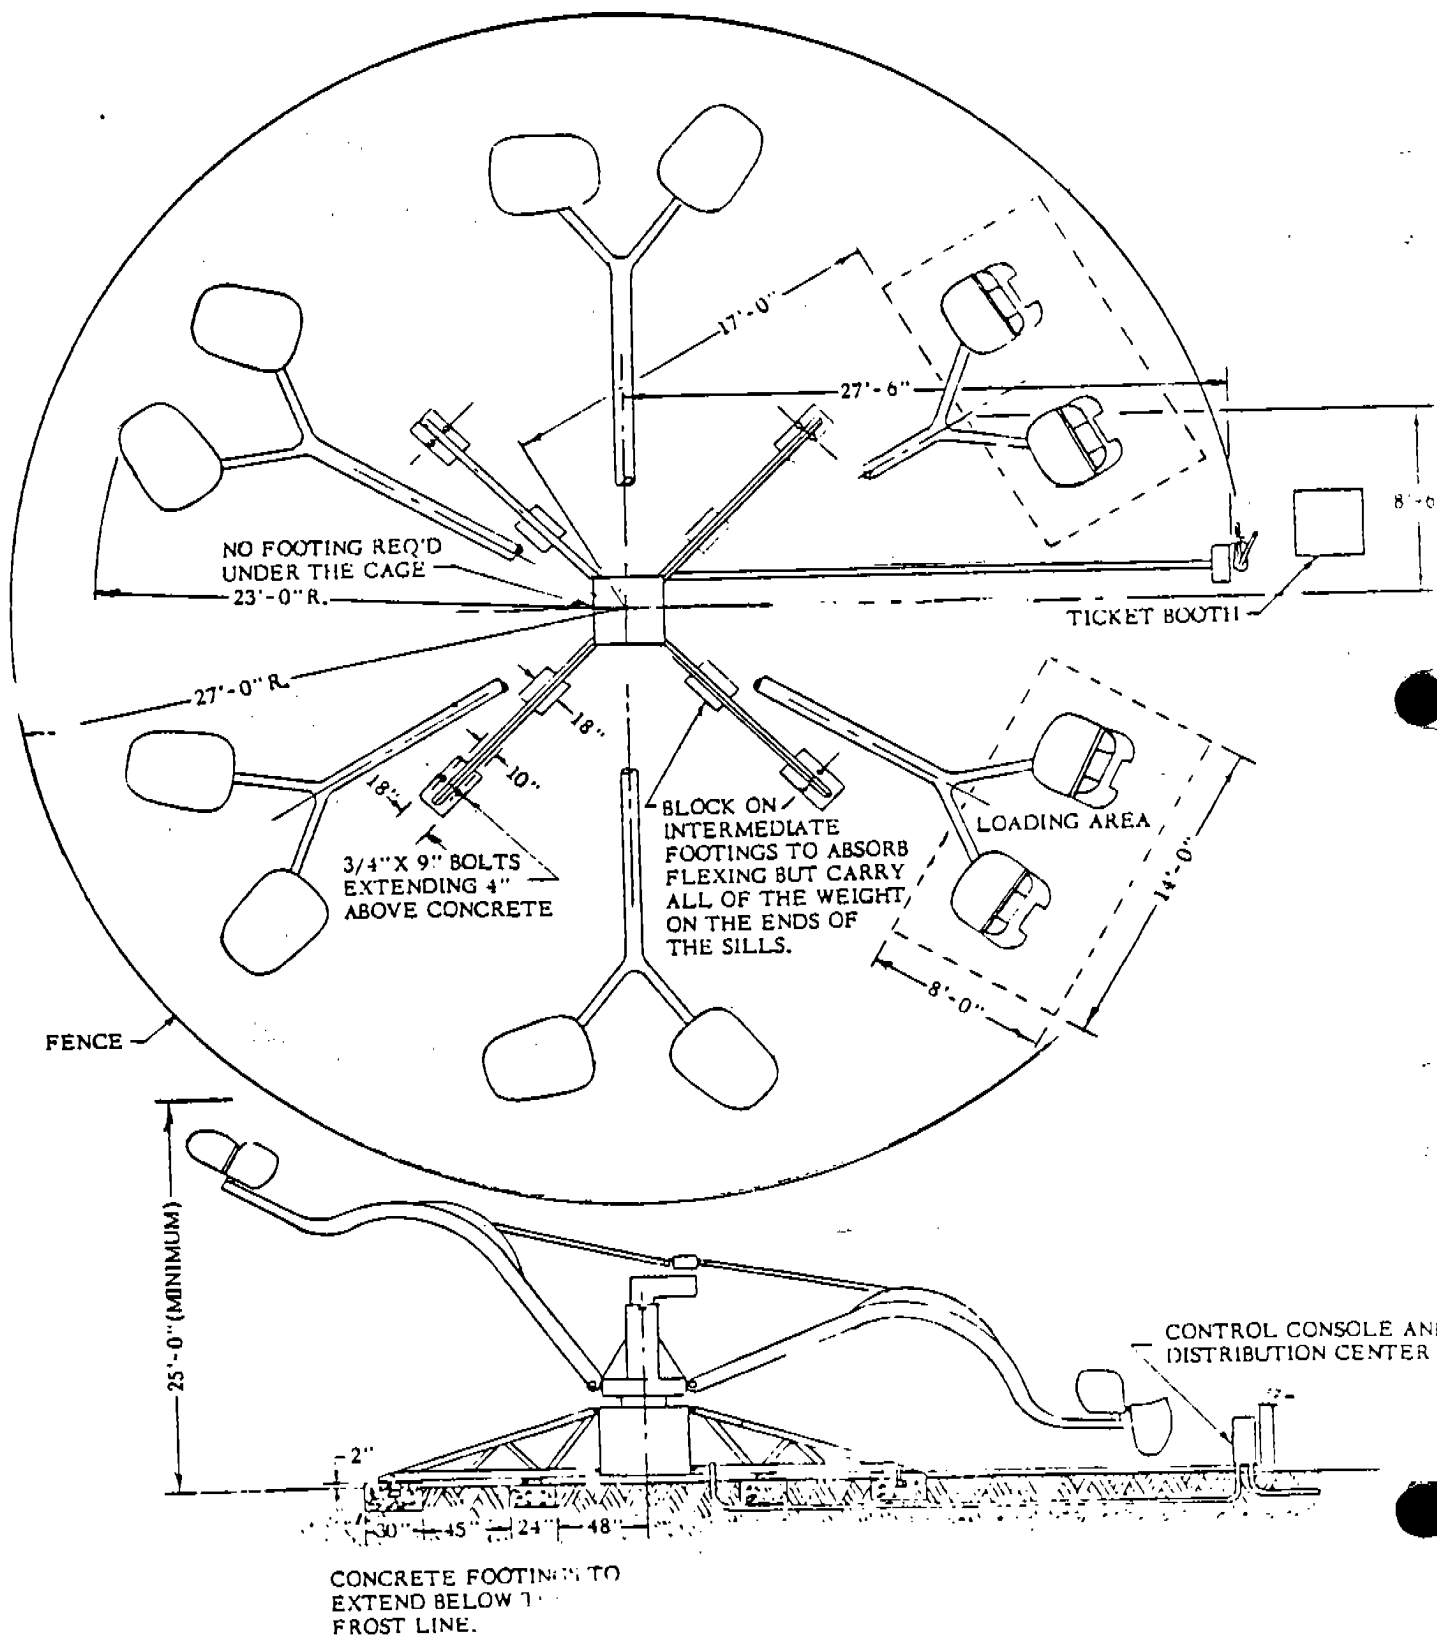 17'-0"
27'-6"
8'-6
NO FOOTING REQ'D
UNDER THE CAGE
23'-0"R.
TICKET BOOTH
27'-0"R.
18"
10"
18"
BLOCK ON
INTERMEDIATE
FOOTINGS TO ABSORB
FLEXING BUT CARRY
ALL OF THE WEIGHT
ON THE ENDS OF
THE SILLS.
LOADING AREA
14'-0"
3/4"X 9" BOLTS
EXTENDING 4"
ABOVE CONCRETE
8'-0"
FENCE
25'-0"(MINIMUM)
CONTROL CONSOLE AN
DISTRIBUTION CENTER
2"
30"
45"
24"
48"
CONCRETE FOOTINGS TO
EXTEND BELOW
FROST LINE.